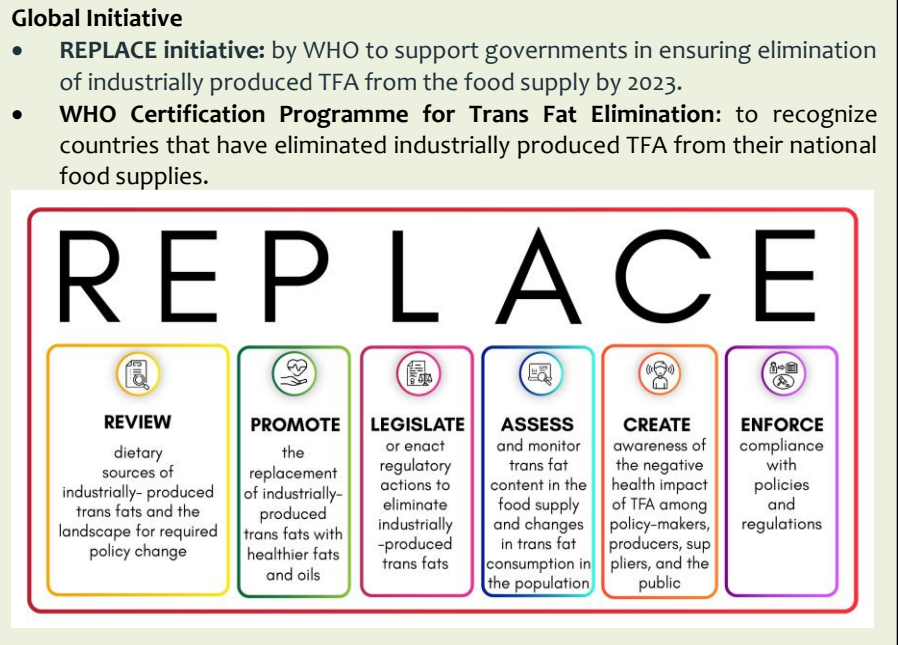 Global Initiative
• REPLACE initiative: by WHO to support governments in ensuring elimination
of industrially produced TFA from the food supply by 2023.
• WHO Certification Programme for Trans Fat Elimination: to recognize
countries that have eliminated industrially produced TFA from their national
food supplies.
REPLACE
REVIEW
dietary
sources of
industrially- produced
trans fats and the
landscape for required
policy change
PROMOTE
the
replacement
of industrially-
produced
trans fats with
healthier fats
and oils
LEGISLATE
or enact
regulatory
actions to
eliminate
industrially
-produced
trans fats
ASSESS
and monitor
trans fat
content in the
food supply
and changes
in trans fat
consumption in
the population
CREATE
awareness of
the negative
health impact
of TFA among
policy-makers,
producers, sup
pliers, and the
public
ENFORCE
compliance
with
policies
and
regulations